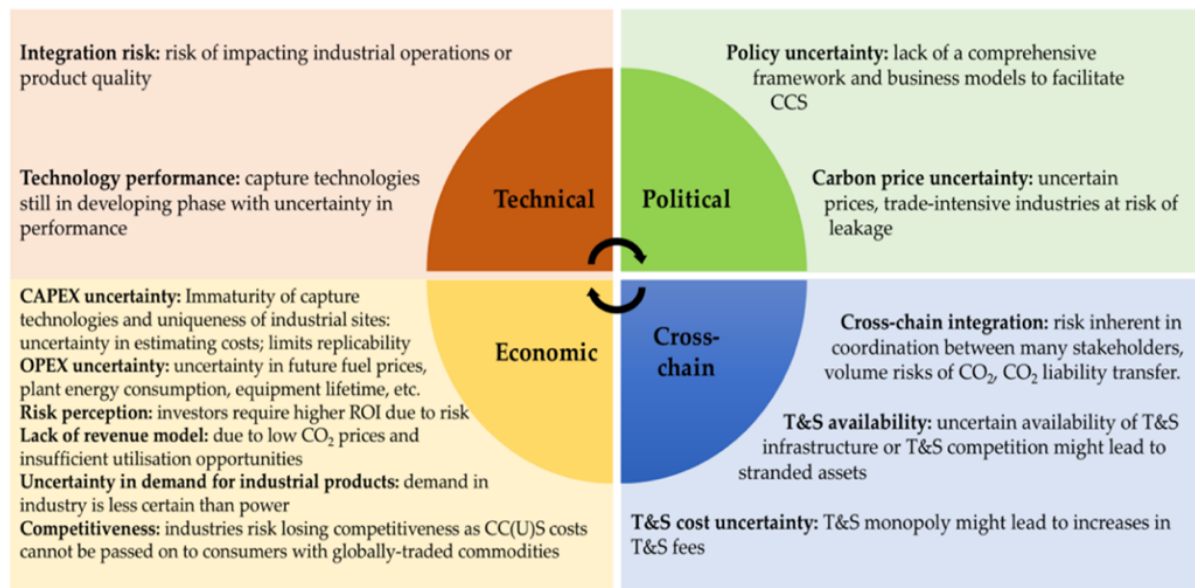 Integration risk: risk of impacting industrial operations or
product quality
Technology performance: capture technologies
still in developing phase with uncertainty in
performance
Technical
Policy uncertainty: lack of a comprehensive
framework and business models to facilitate
CCS
Carbon price uncertainty: uncertain
prices, trade-intensive industries at risk of
leakage
Political
CAPEX uncertainty: Immaturity of capture
technologies and uniqueness of industrial sites:
uncertainty in estimating costs; limits replicability
OPEX uncertainty: uncertainty in future fuel prices,
plant energy consumption, equipment lifetime, etc.
Risk perception: investors require higher ROI due to risk
Lack of revenue model: due to low CO₂ prices and
insufficient utilisation opportunities
Uncertainty in demand for industrial products: demand in
industry is less certain than power
Competitiveness: industries risk losing competitiveness as CC(U)S costs
cannot be passed on to consumers with globally-traded commodities
Economic
Cross-
chain
Cross-chain integration: risk inherent in
coordination between many stakeholders,
volume risks of CO₂, CO₂ liability transfer.
T&S availability: uncertain availability of T&S
infrastructure or T&S competition might lead to
stranded assets
T&S cost uncertainty: T&S monopoly might lead to increases in
T&S fees